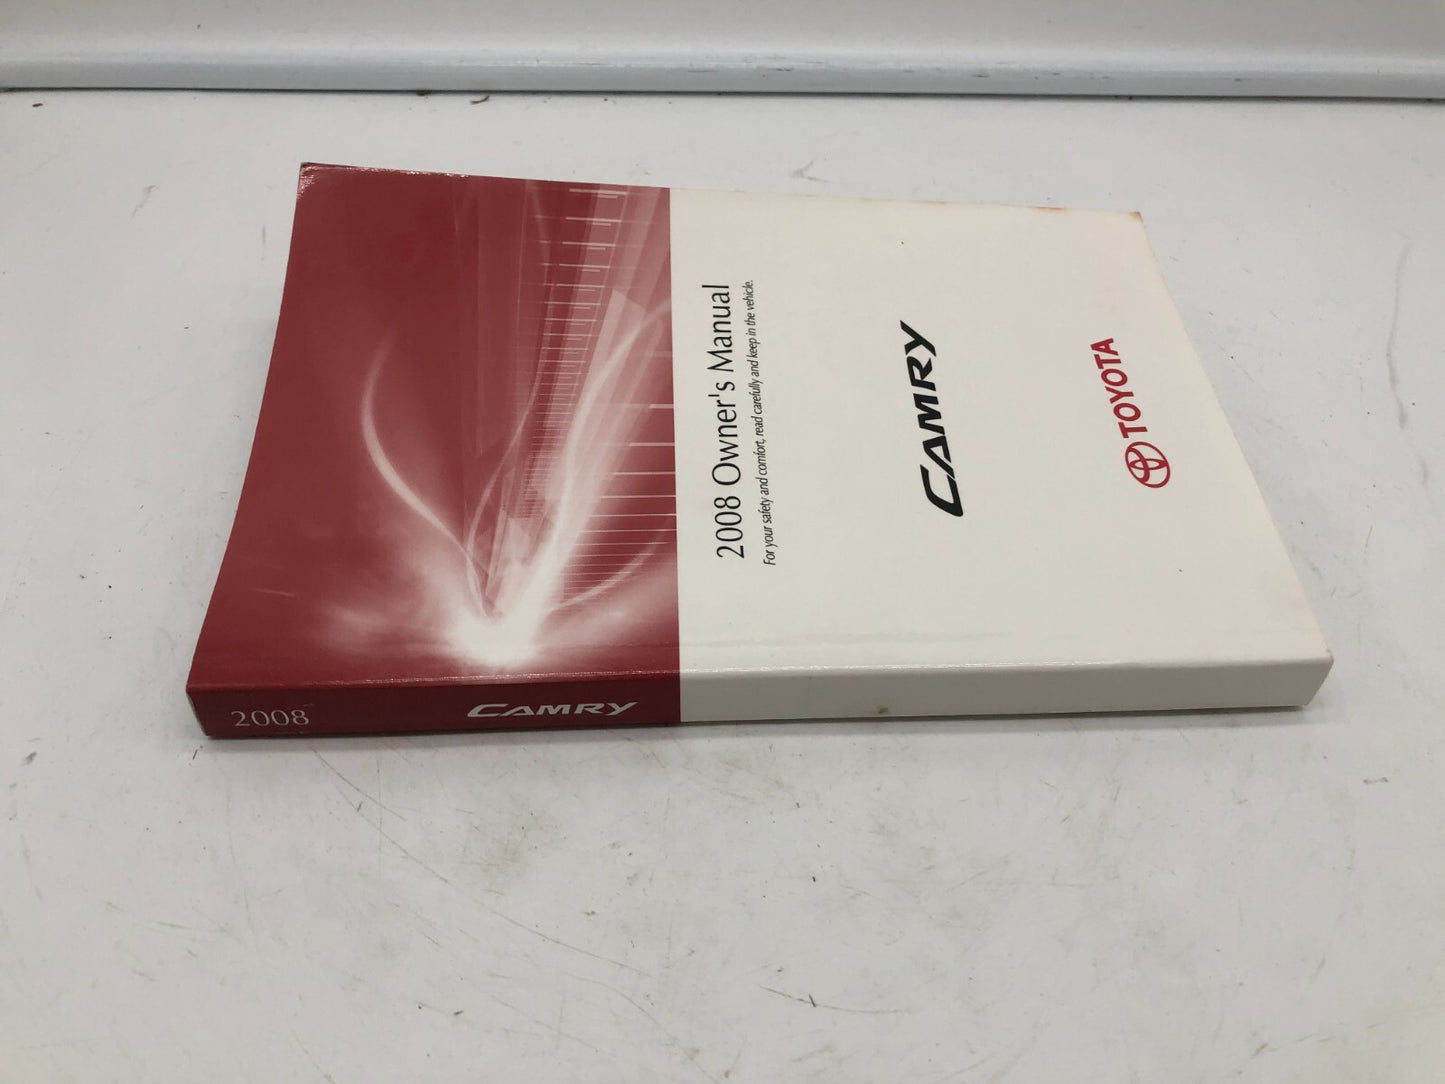 2008 Owner's Manual
For your safety and comfort, read carefully and keep in the vehicle.
CAMRY
TOYOTA
2008 CAMRY